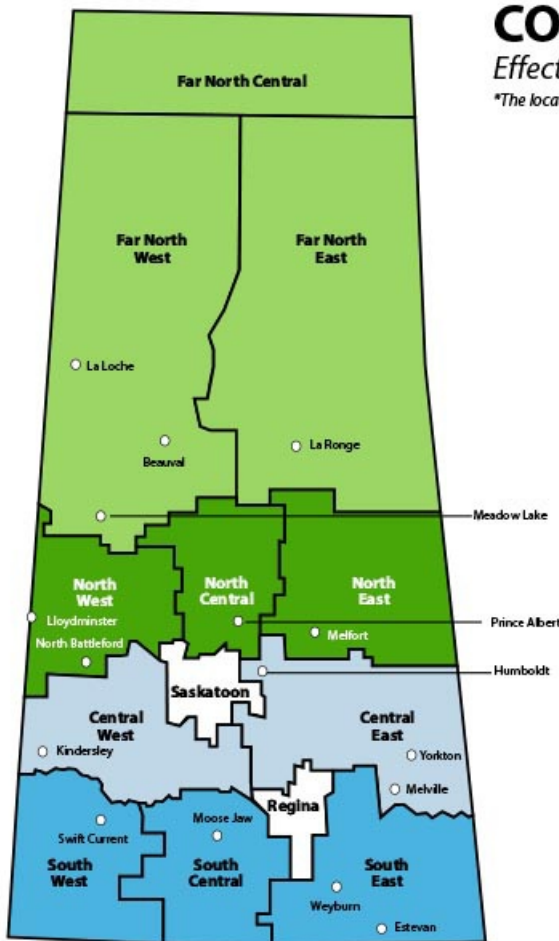 CO
Effect
*The loca
Far North Central
Far North
West
Far North
East
La Loche
Beauval
La Ronge
Meadow Lake
North
West
North
Central
North
East
Lloydminster
Prince Albert
North Battleford
Melfort
Saskatoon
Humboldt
Central
West
Central
East
Kindersley
Yorkton
Melville
Regina
Swift Current
Moose Jaw
South
West
South
Central
South
East
Weyburn
Estevan